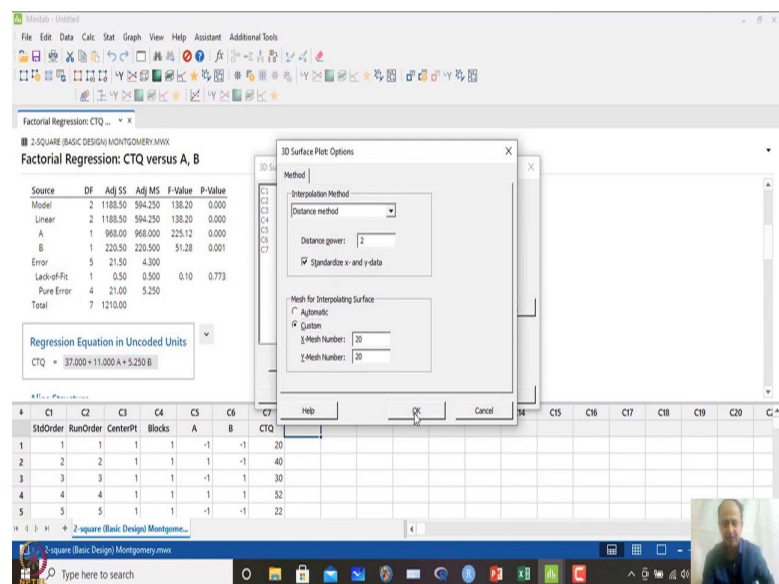 Minitab - Untitled
File Edit Data Calc Stat Graph View Help Assistant Additional Tools
Factorial Regression: CTQ ...
2-SQUARE (BASIC DESIGN) MONTGOMERY.MWX
Factorial Regression: CTQ versus A, B
Source DF Adj SS Adj MS F-Value P-Value
Model 2 1188.50 594.250 138.20 0.000
Linear 2 1188.50 594.250 138.20 0.000
A 1 968.00 968.000 225.12 0.000
B 1 220.50 220.500 51.28 0.001
Error 5 21.50 4.300
Lack-of-Fit 1 0.50 0.500 0.10 0.773
Pure Error 4 21.00 5.250
Total 7 1210.00
Regression Equation in Uncoded Units
CTQ = 37.000 + 11.000 A + 5.250 B
3D Su
C1
C2
C3
C4
C5
C6
C7
3D Surface Plot: Options
Method
Interpolation Method
Distance method
Distance power: 2
Standardize x- and y-data
Mesh for Interpolating Surface
Automatic
Custom
X-Mesh Number: 20
Y-Mesh Number: 20
Help OK Cancel
C1 C2 C3 C4 C5 C6 C7 14 C15 C16 C17 C18 C19 C20
StdOrder RunOrder CenterPt Blocks A B CTQ
1 1 1 1 1 -1 -1 20
2 2 2 1 1 1 -1 40
3 3 3 1 1 -1 1 30
4 4 4 1 1 1 1 52
5 5 5 1 1 -1 -1 22
2-square (Basic Design) Montgome...
2-square (Basic Design) Montgomery.mwx
NPTEL
Type here to search